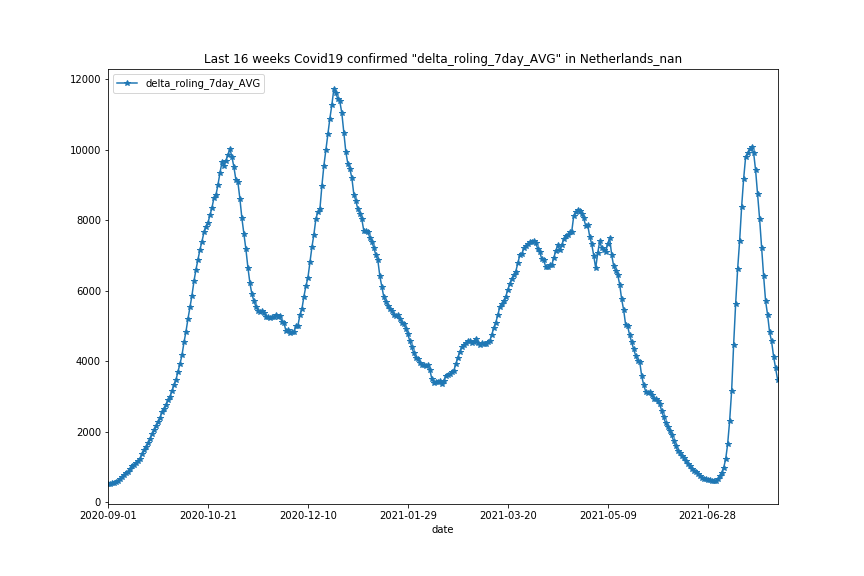 Last 16 weeks Covid19 confirmed "delta_roling_7day_AVG" in Netherlands_nan
delta_roling_7day_AVG
12000
10000
8000
6000
4000
2000
0
2020-09-01 2020-10-21 2020-12-10 2021-01-29 2021-03-20 2021-05-09 2021-06-28
date